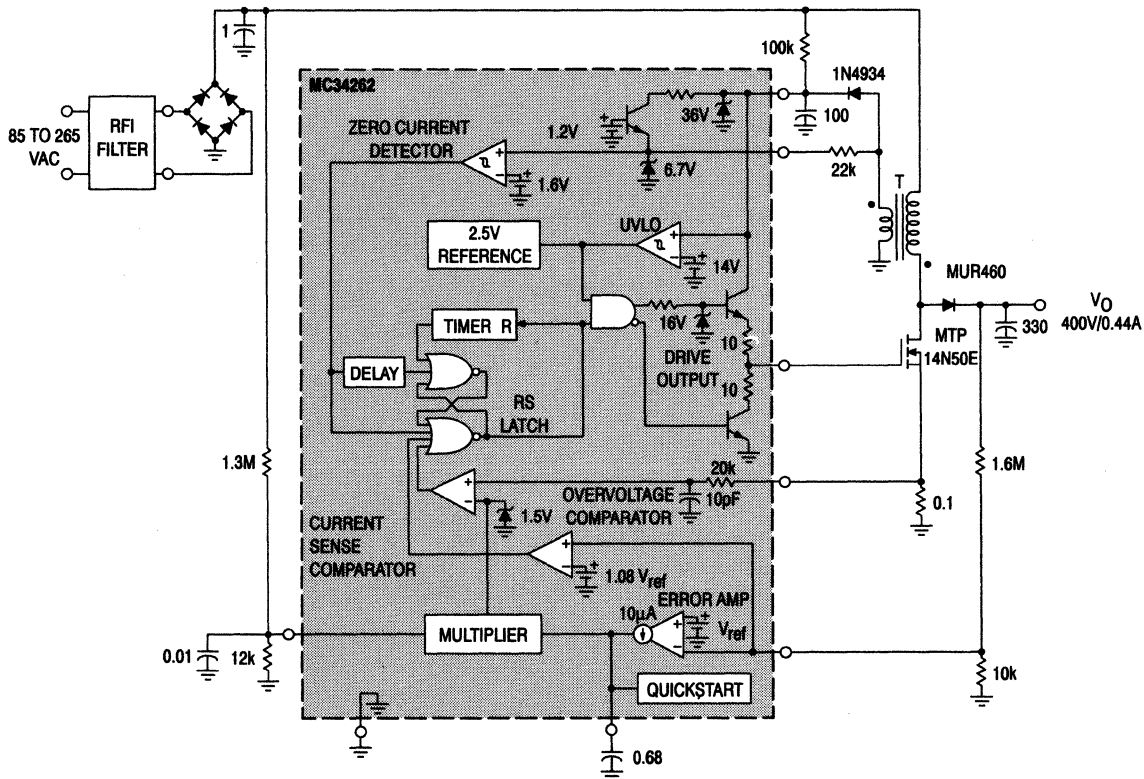 1
100k
1N4934
MC34262
100
36V
85 TO 265
VAC
RFI
FILTER
ZERO CURRENT
DETECTOR
1.2V
6.7V
22k
1.6V
T
2.5V
REFERENCE
UVLO
14V
MUR460
VO
400V/0.44A
330
16V
10
TIMER R
DRIVE
OUTPUT
MTP
14N50E
10
DELAY
RS
LATCH
1.3M
20k
1.6M
10pF
0.1
OVERVOLTAGE
COMPARATOR
1.5V
CURRENT
SENSE
COMPARATOR
1.08 Vref
10µA
ERROR AMP
Vref
MULTIPLIER
0.01
12k
QUICKSTART
10k
0.68